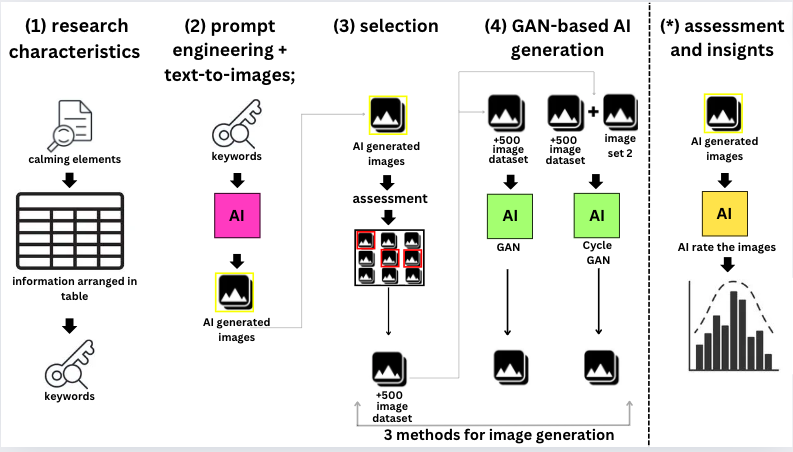 (1) research
characteristics
calming elements
information arranged in
table
keywords
(2) prompt
engineering +
text-to-images;
keywords
AI
AI generated
images
(3) selection
AI generated
images
assessment
+500
image
dataset
(4) GAN-based AI
generation
+500
image
dataset
+500
image
dataset
+
image
set 2
AI
GAN
AI
Cycle
GAN
3 methods for image generation
(*) assessment
and insignts
AI generated
images
AI
AI rate the images